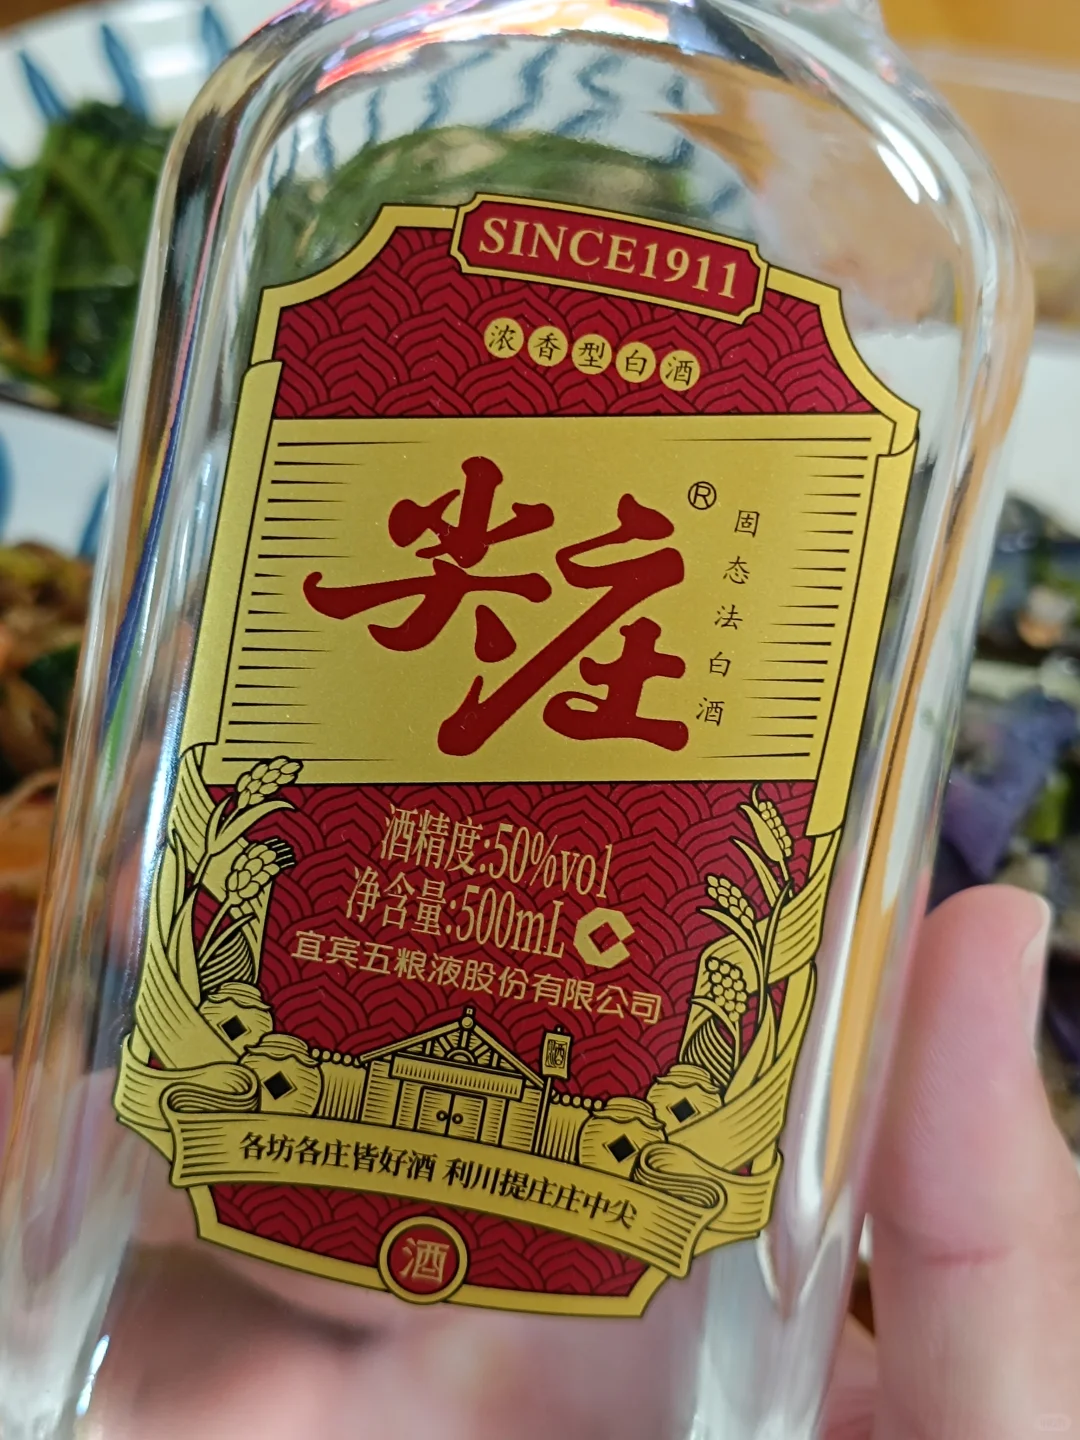 SINCE1911
浓香型白酒
尖庄®
固态法白酒
酒精度:50%vol
净含量:500mL
宜宾五粮液股份有限公司
酒
各坊各庄皆好酒 利川提庄庄中尖
酒